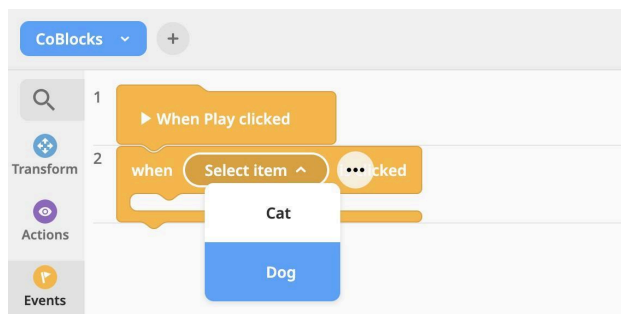 CoBlocks
+
1
When Play clicked
Transform
2
when Select item ••• cked
Cat
Actions
Dog
Events